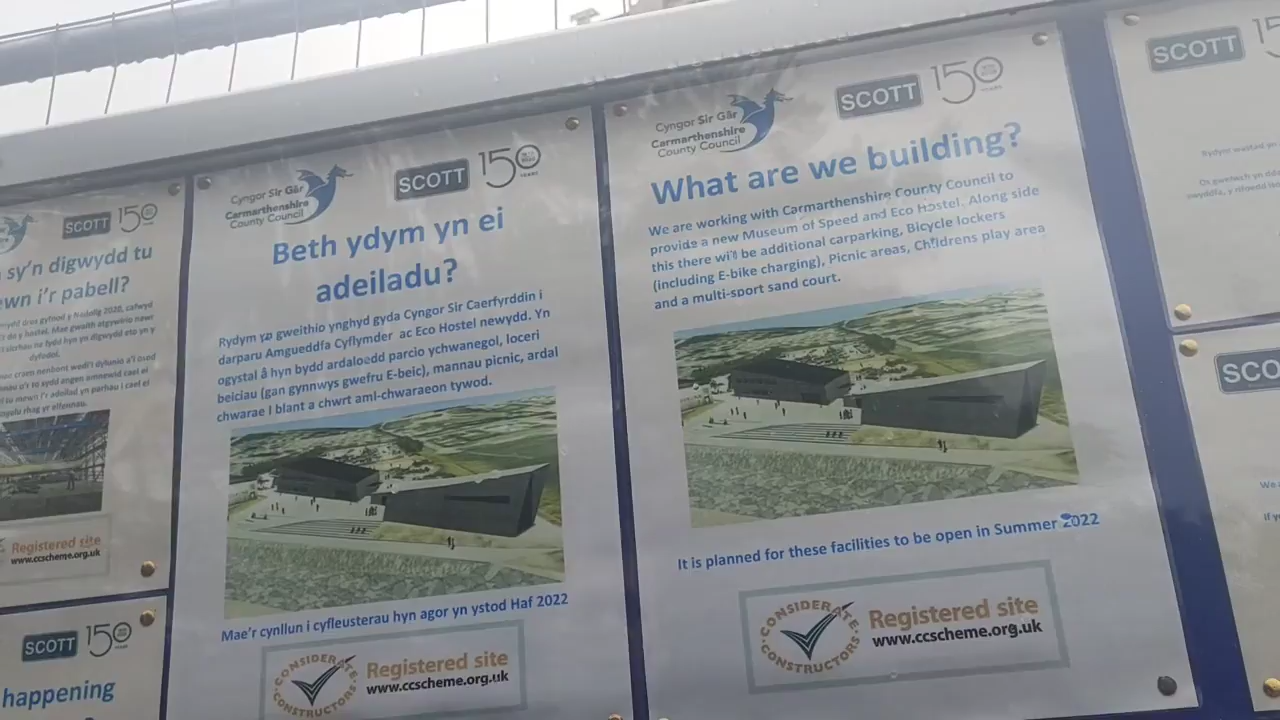 SCOTT 150
sy'n digwydd tu
i'r pabell?
Registered site
www.ccscheme.org.uk
SCOTT 150
happening
Cyngor Sir Gâr
Carmarthenshire
County Council
SCOTT 150 YEARS
Beth ydym yn ei
adeiladu?
Rydym yn gweithio ynghyd gyda Cyngor Sir Caerfyrddin i
darparu Amgueddfa Cyflymder ac Eco Hostel newydd. Yn
ogystal â hyn bydd ardaloedd parcio ychwanegol, loceri
beiciau (gan gynnwys gwefru E-beic), mannau picnic, ardal
chwarae I blant a chwrt aml-chwaraeon tywod.
Mae'r cynllun i cyfleusterau hyn agor yn ystod Haf 2022
CONSIDERATE CONSTRUCTORS
Registered site
www.ccscheme.org.uk
Cyngor Sir Gâr
Carmarthenshire
County Council
SCOTT 150 YEARS
What are we building?
We are working with Carmarthenshire County Council to
provide a new Museum of Speed and Eco Hostel. Along side
this there will be additional carparking, Bicycle lockers
(including E-bike charging), Picnic areas, Childrens play area
and a multi-sport sand court.
It is planned for these facilities to be open in Summer 2022
CONSIDERATE CONSTRUCTORS
Registered site
www.ccscheme.org.uk
SCOTT